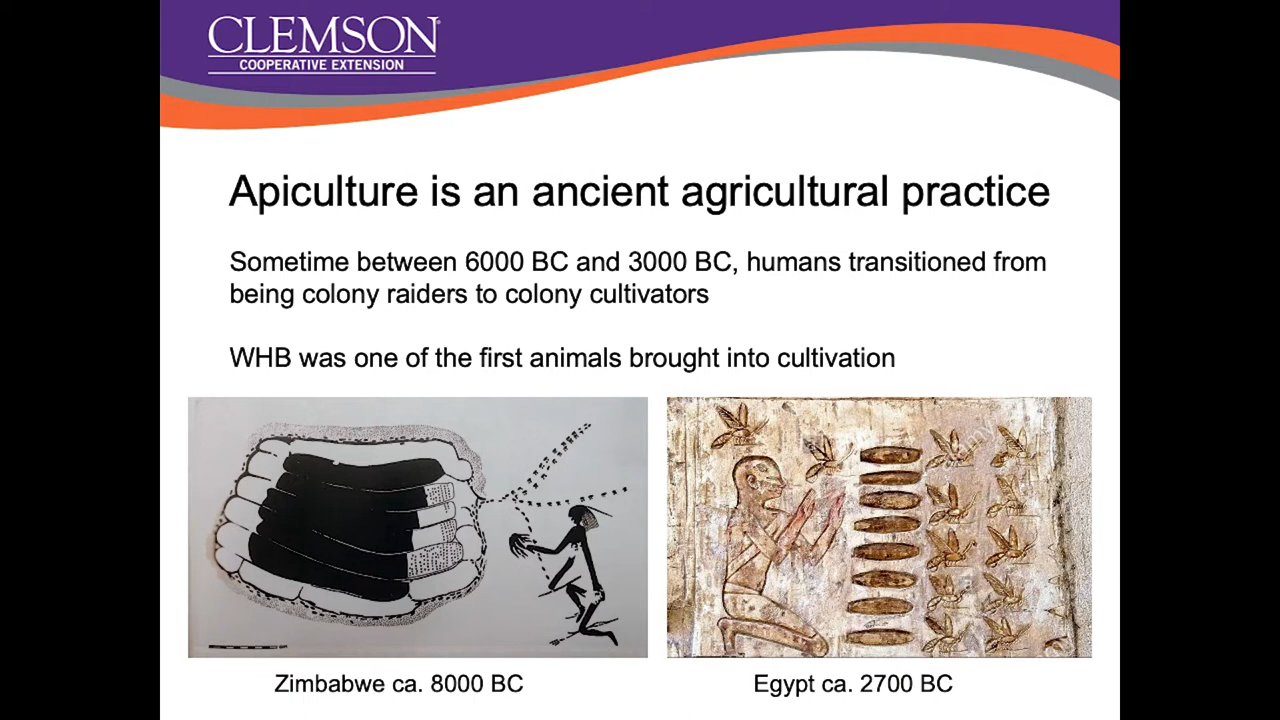 CLEMSON
COOPERATIVE EXTENSION
Apiculture is an ancient agricultural practice
Sometime between 6000 BC and 3000 BC, humans transitioned from
being colony raiders to colony cultivators
WHB was one of the first animals brought into cultivation
Zimbabwe ca. 8000 BC
Egypt ca. 2700 BC